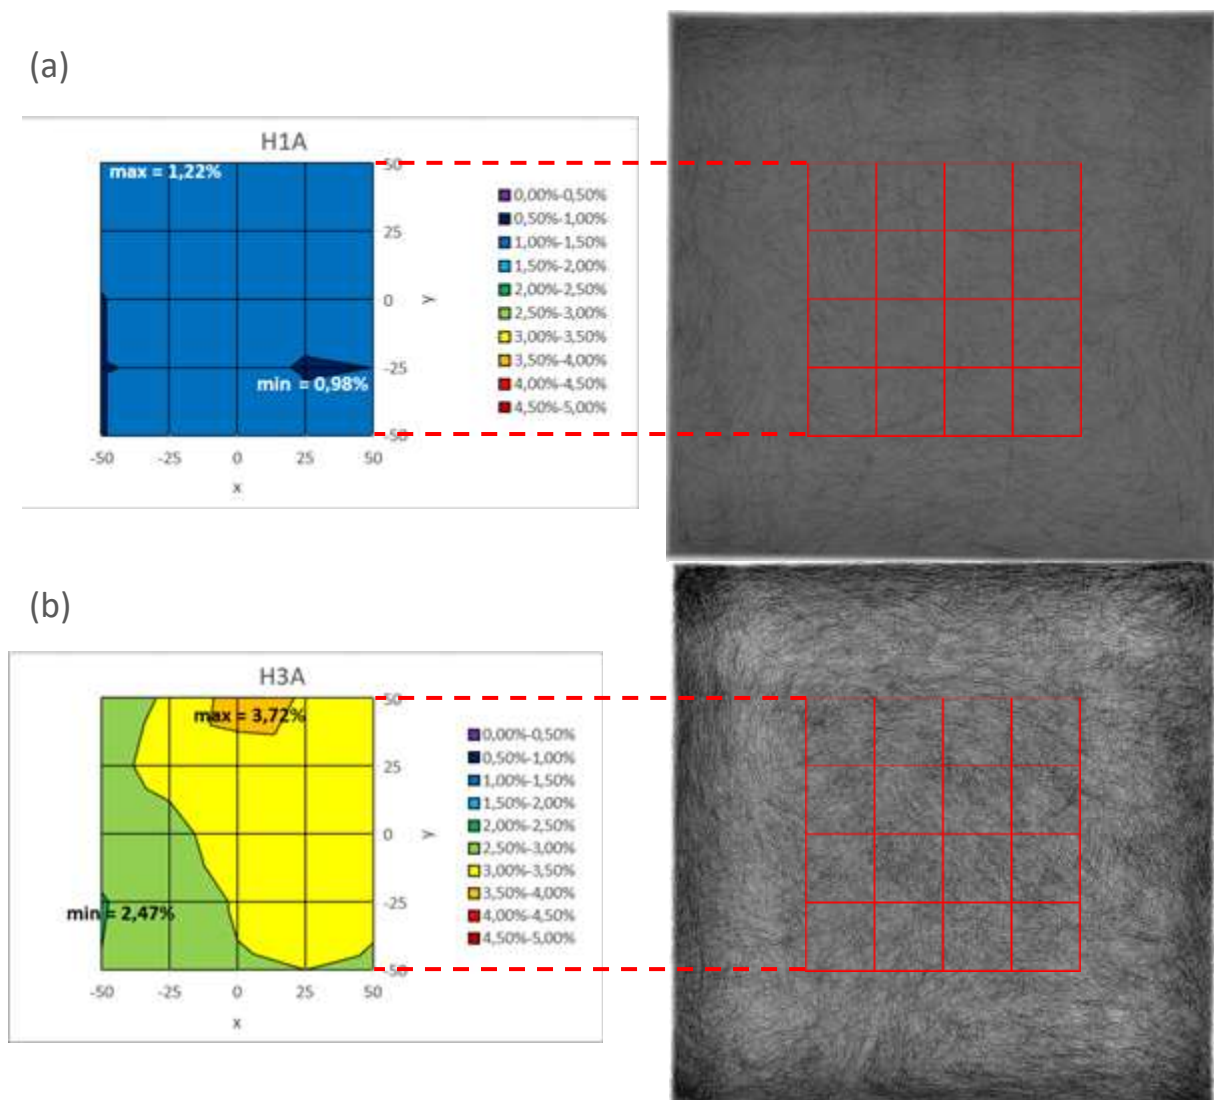 (a)
H1A
max = 1,22%
50
25
0
-25
-50
y
min = 0,98%
-50 -25 0 25 50
x
0,00%-0,50%
0,50%-1,00%
1,00%-1,50%
1,50%-2,00%
2,00%-2,50%
2,50%-3,00%
3,00%-3,50%
3,50%-4,00%
4,00%-4,50%
4,50%-5,00%
(b)
H3A
max = 3,72%
50
25
0
-25
-50
y
min = 2,47%
-50 -25 0 25 50
x
0,00%-0,50%
0,50%-1,00%
1,00%-1,50%
1,50%-2,00%
2,00%-2,50%
2,50%-3,00%
3,00%-3,50%
3,50%-4,00%
4,00%-4,50%
4,50%-5,00%